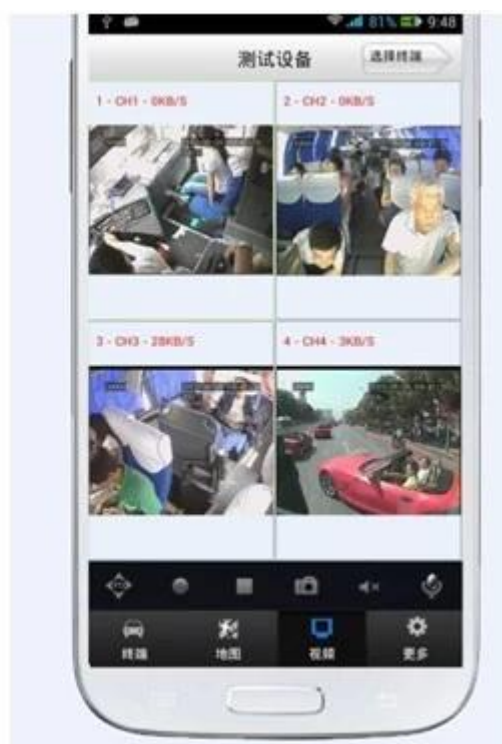 81% 9:48
测试设备 选择终端
1 - CH1 - 0KB/S 2 - CH2 - 0KB/S
3 - CH3 - 28KB/S 4 - CH4 - 3KB/S
终端 地图 视频 更多